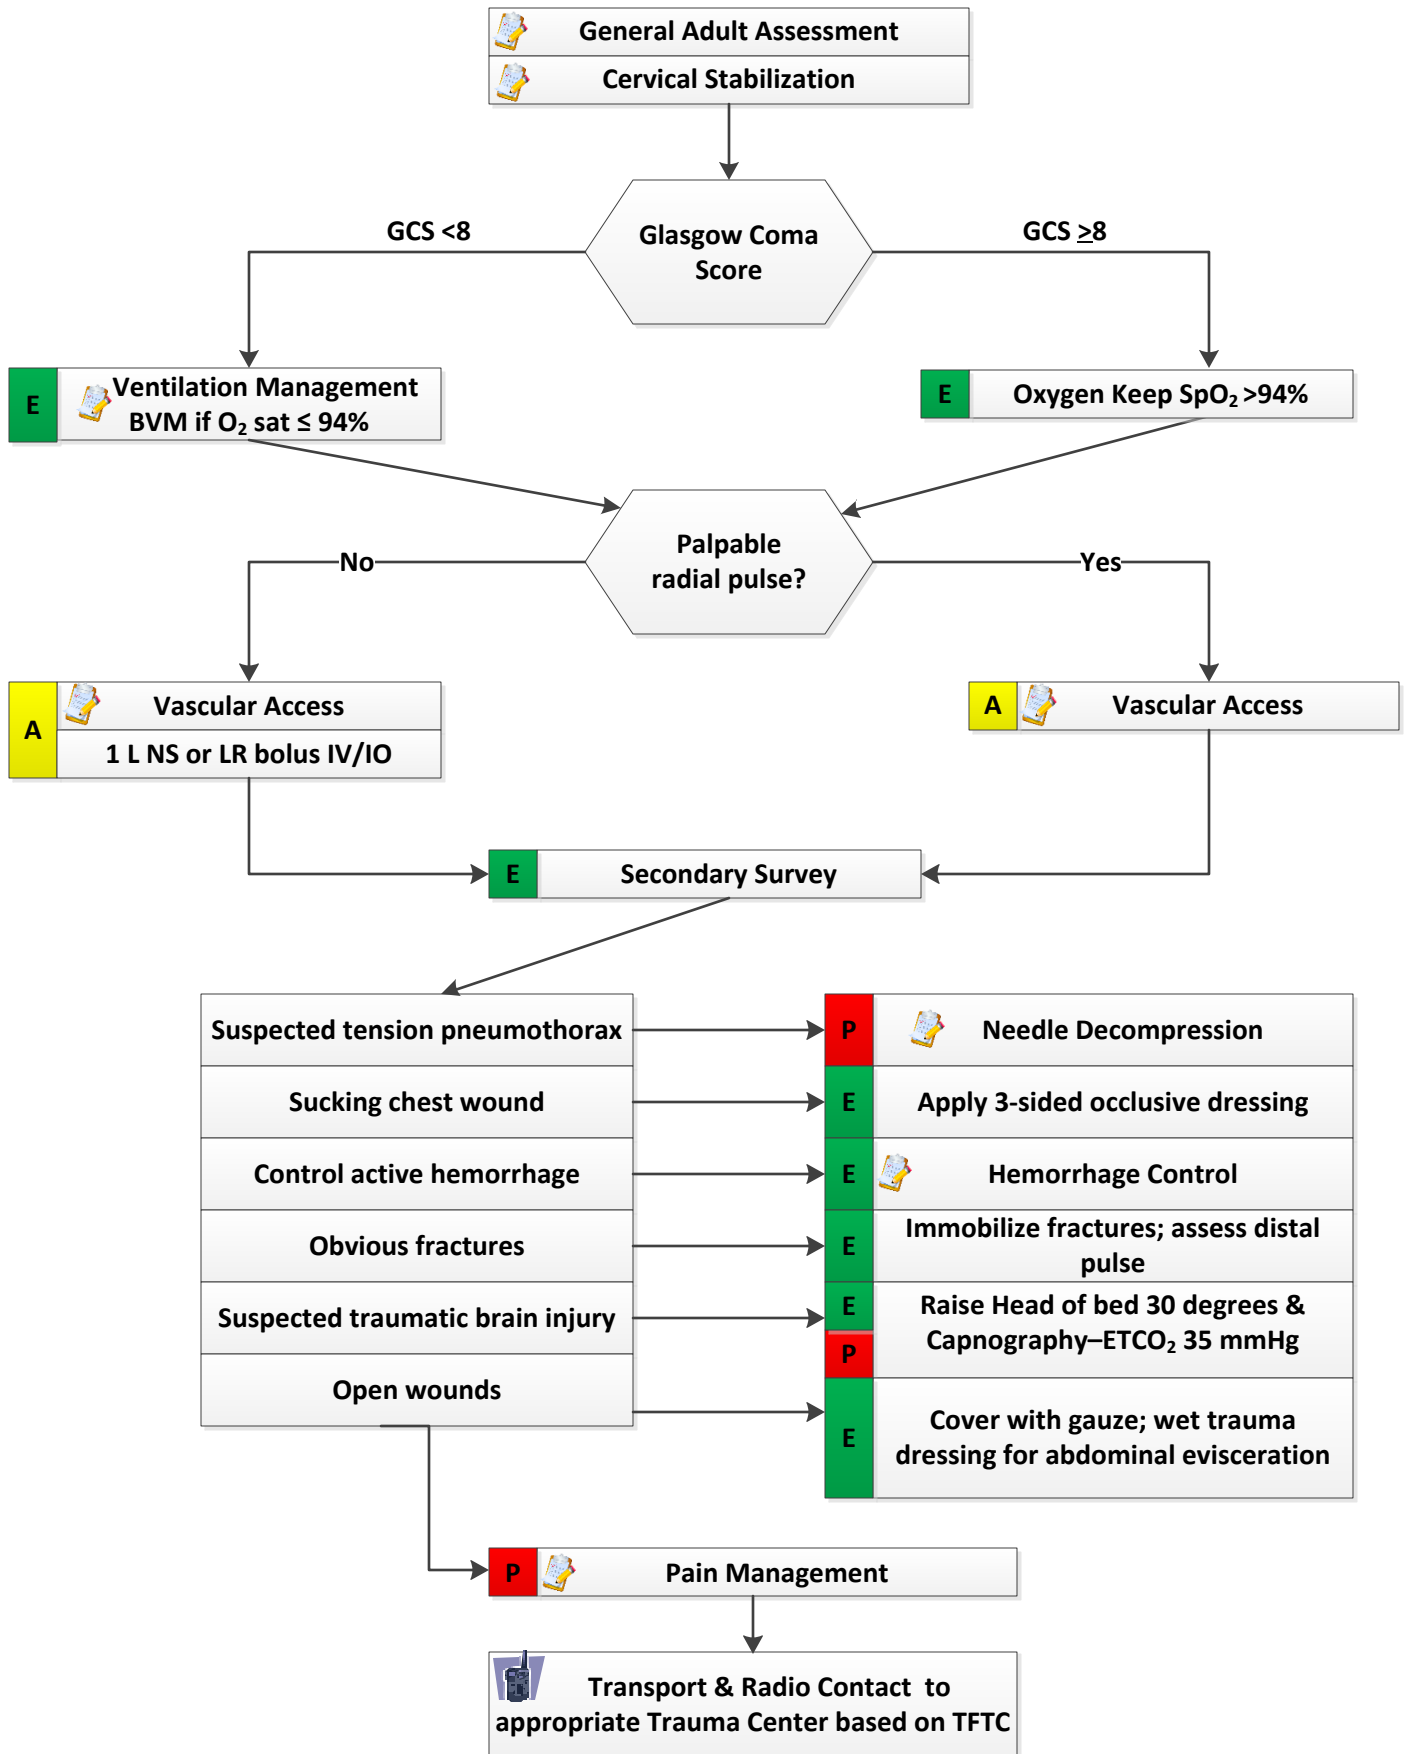 General Adult Assessment
Cervical Stabilization
GCS <8
Glasgow Coma
Score
GCS ≥8
E
Ventilation Management
BVM if O₂ sat ≤ 94%
E
Oxygen Keep SpO₂ >94%
Palpable
radial pulse?
No
Yes
A
Vascular Access
1 L NS or LR bolus IV/IO
A
Vascular Access
E
Secondary Survey
Suspected tension pneumothorax
P
Needle Decompression
Sucking chest wound
E
Apply 3-sided occlusive dressing
Control active hemorrhage
E
Hemorrhage Control
Obvious fractures
E
Immobilize fractures; assess distal
pulse
Suspected traumatic brain injury
E
P
Raise Head of bed 30 degrees &
Capnography–ETCO₂ 35 mmHg
Open wounds
E
Cover with gauze; wet trauma
dressing for abdominal evisceration
P
Pain Management
Transport & Radio Contact to
appropriate Trauma Center based on TFTC